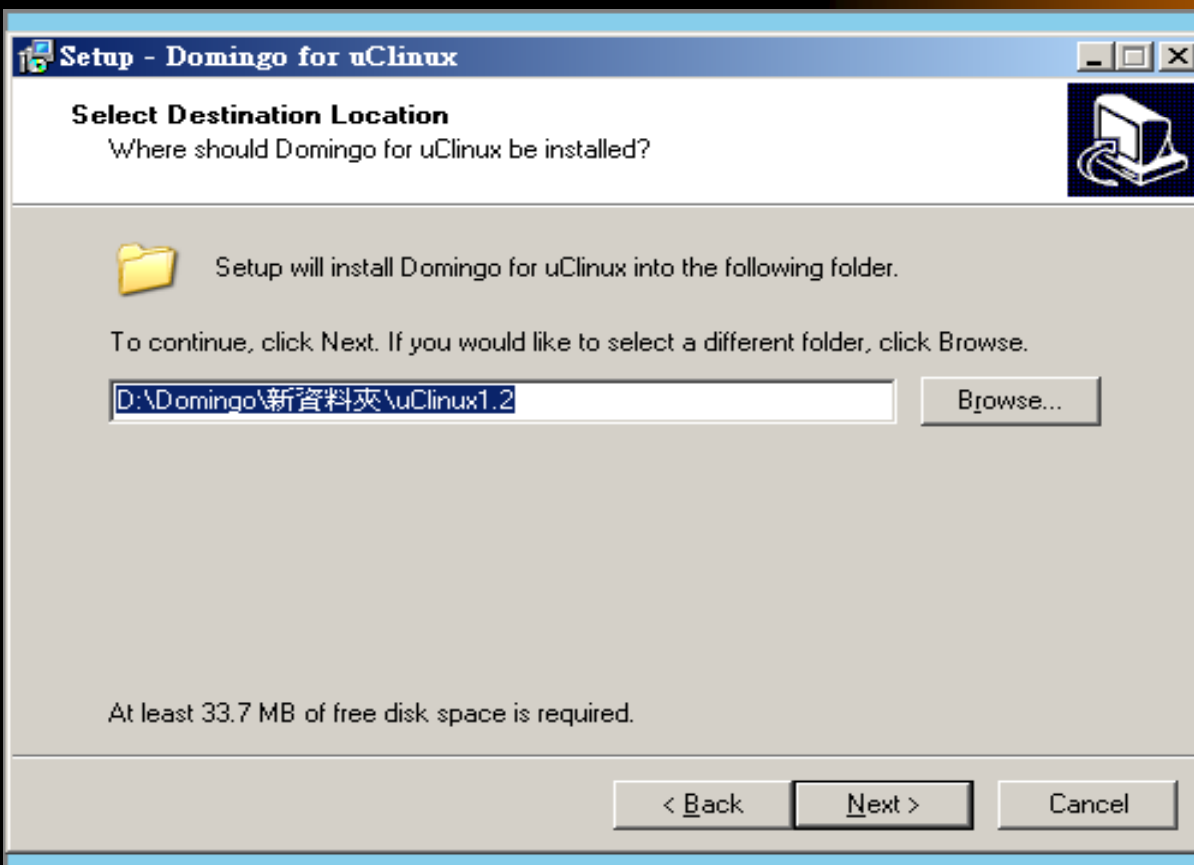 Setup - Domingo for uClinux
Select Destination Location
Where should Domingo for uClinux be installed?
Setup will install Domingo for uClinux into the following folder.
To continue, click Next. If you would like to select a different folder, click Browse.
D:\Domingo\新資料夾\uClinux1.2
Browse...
At least 33.7 MB of free disk space is required.
< Back
Next >
Cancel